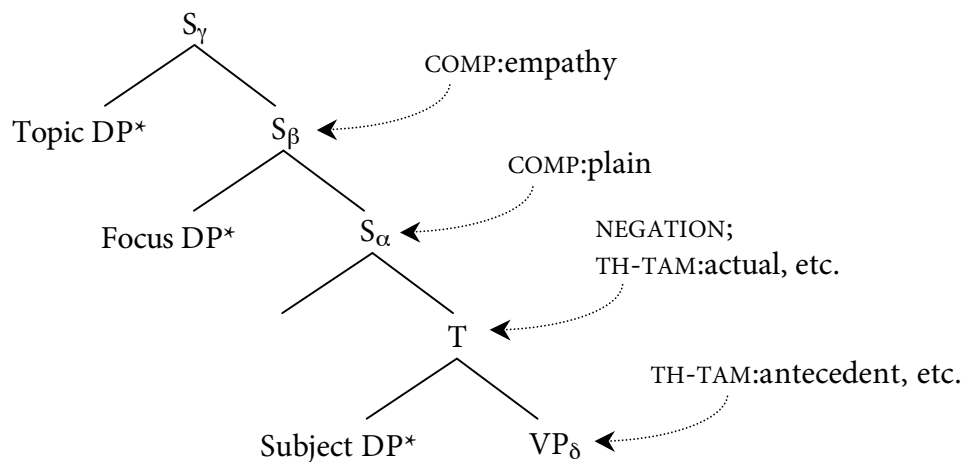 Sγ
COMP:empathy
Topic DP*
Sβ
COMP:plain
Focus DP*
Sα
NEGATION;
TH-TAM:actual, etc.
T
TH-TAM:antecedent, etc.
Subject DP*
VPδ